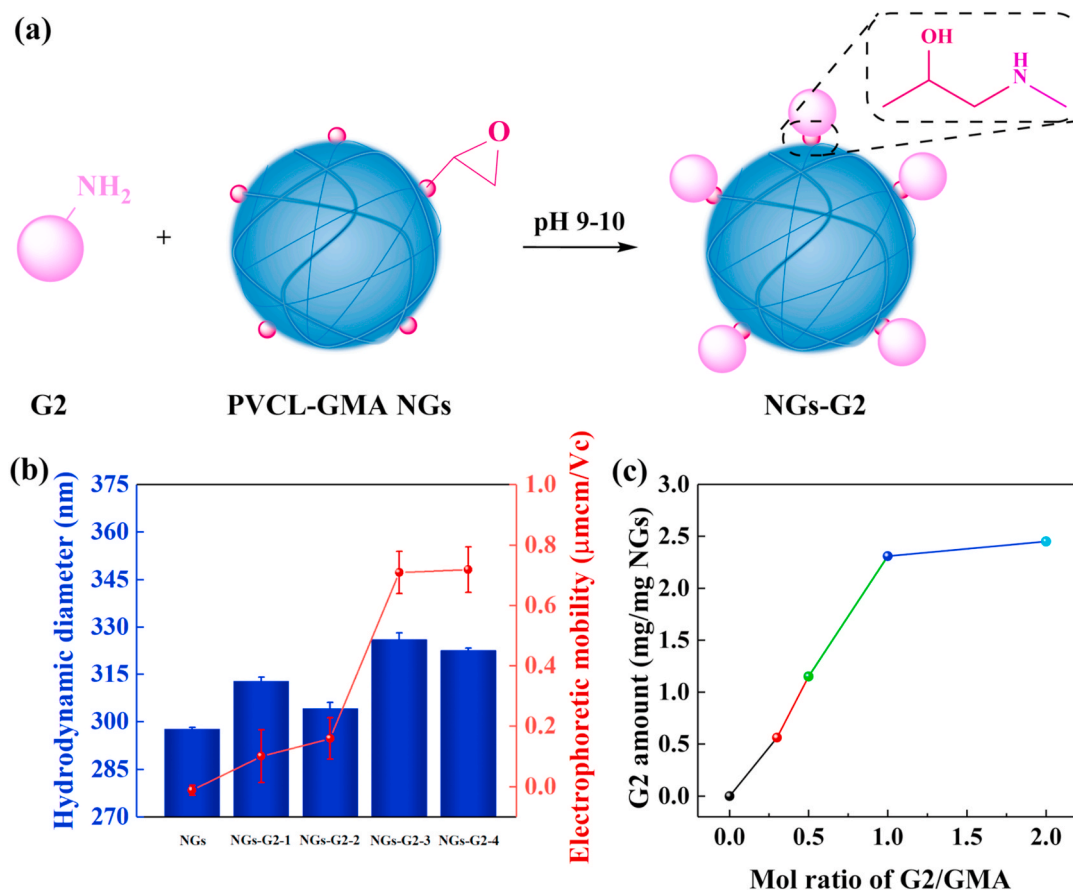 (a)
OH
H
N
O
NH2
+
pH 9-10
G2
PVCL-GMA NGs
NGs-G2
(b)
Hydrodynamic diameter (nm)
375
360
345
330
315
300
285
270
NGs
NGs-G2-1
NGs-G2-2
NGs-G2-3
NGs-G2-4
1.0
0.8
0.6
0.4
0.2
0.0
Electrophoretic mobility (μmcm/Vc)
(c)
G2 amount (mg/mg NGs)
3.0
2.5
2.0
1.5
1.0
0.5
0.0
0.0 0.5 1.0 1.5 2.0
Mol ratio of G2/GMA